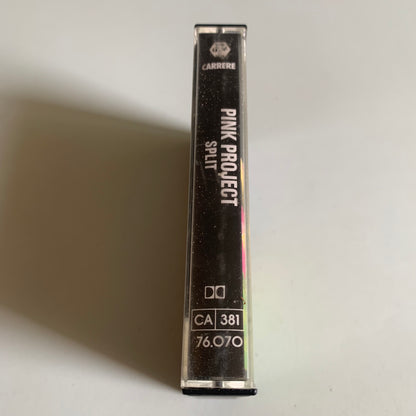 CARRERE
PINK PROJECT
SPLIT
CA 381
76.070